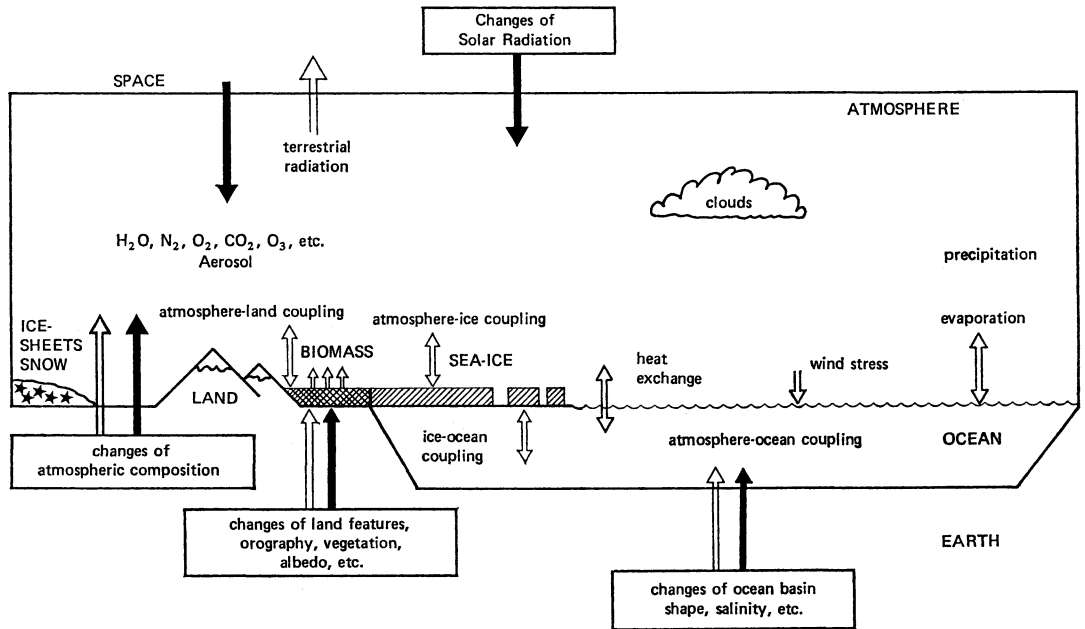 Changes of
Solar Radiation
SPACE
ATMOSPHERE
terrestrial
radiation
clouds
H₂O, N₂, O₂, CO₂, O₃, etc.
Aerosol
precipitation
atmosphere-land coupling
atmosphere-ice coupling
evaporation
ICE-
SHEETS
SNOW
BIOMASS
SEA-ICE
heat
exchange
wind stress
LAND
ice-ocean
coupling
atmosphere-ocean coupling
OCEAN
changes of
atmospheric composition
changes of land features,
orography, vegetation,
albedo, etc.
EARTH
changes of ocean basin
shape, salinity, etc.